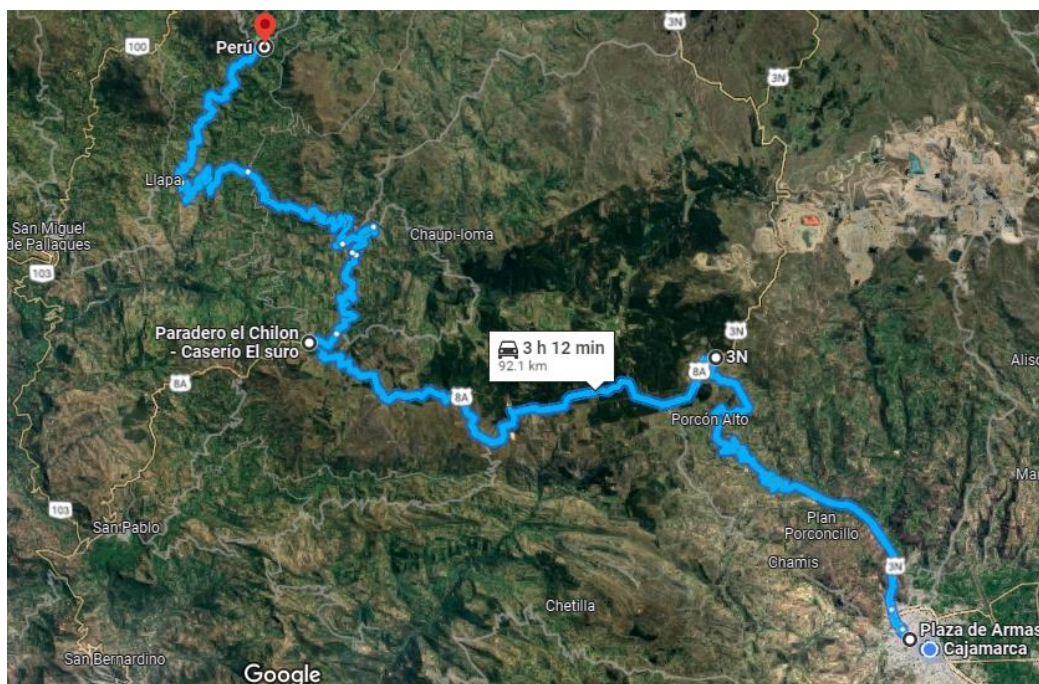 Perú
100
3N
3N
Llapa
San Miguel
de Pallaques
Chaupi-loma
103
Paradero el Chilon
- Caserío El suro
3 h 12 min
92.1 km
3N
3N
8A
8A
8A
Porcón Alto
103
San Pablo
Plan
Porconcillo
Chamis
3N
Chetilla
Plaza de Armas
Cajamarca
San Bernardino
Google